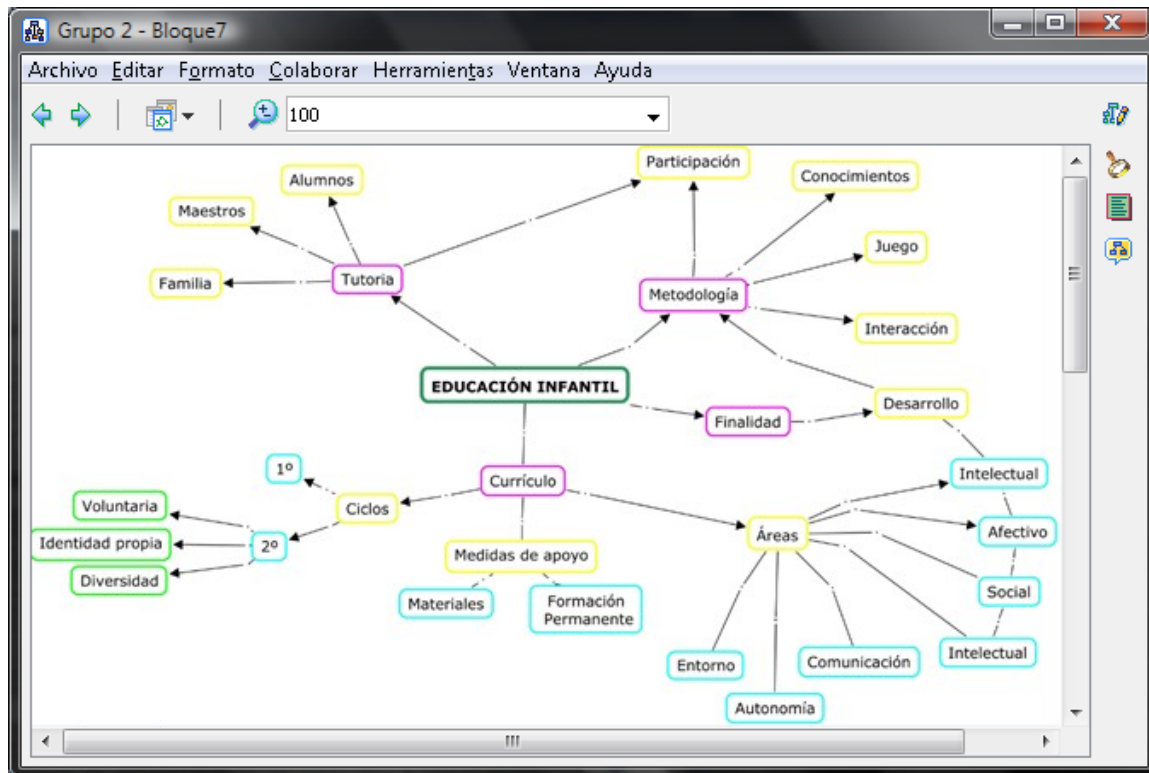 Grupo 2 - Bloque7
Archivo Editar Formato Colaborar Herramientas Ventana Ayuda
100
Participación
Alumnos
Conocimientos
Maestros
Juego
Familia
Tutoria
Metodología
Interacción
EDUCACIÓN INFANTIL
Desarrollo
Finalidad
1º
Currículo
Intelectual
Voluntaria
Ciclos
Identidad propia
2º
Áreas
Afectivo
Diversidad
Medidas de apoyo
Materiales
Formación
Permanente
Social
Entorno
Comunicación
Intelectual
Autonomía